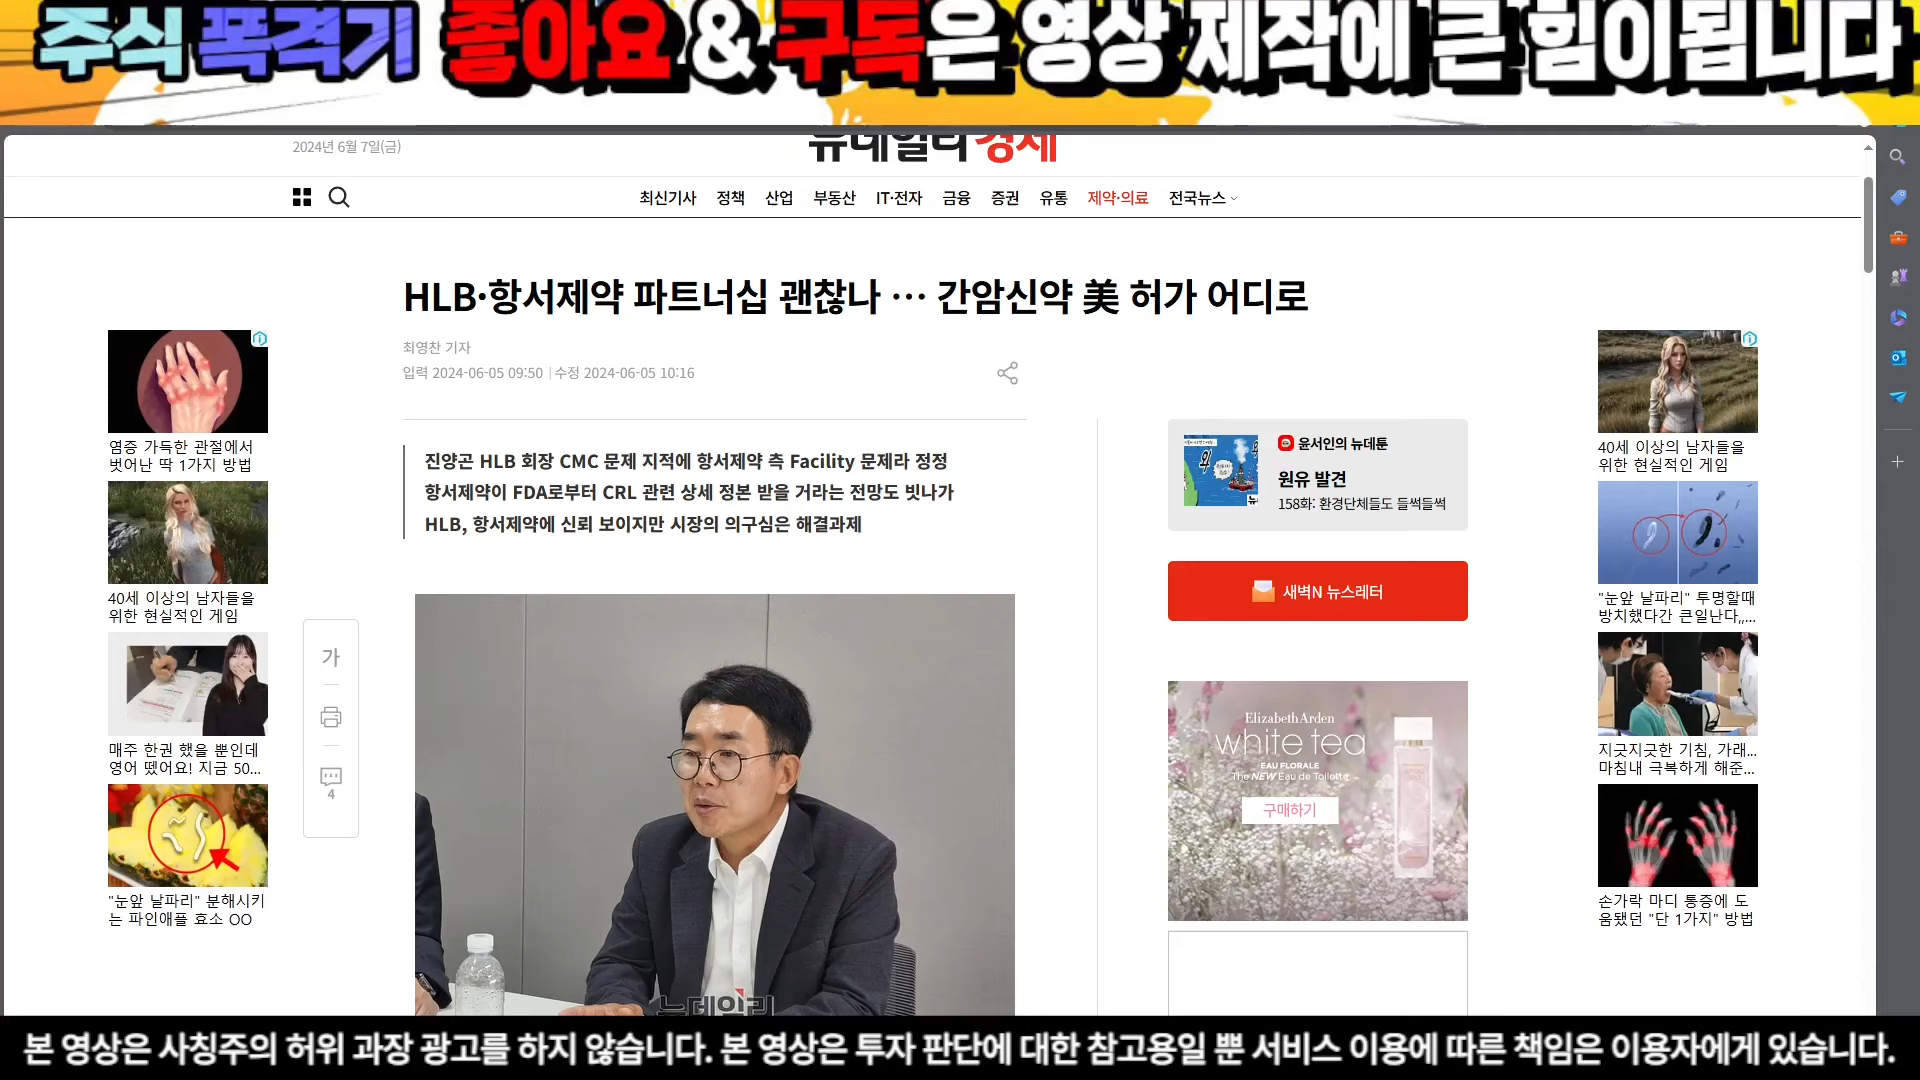 주식 폭격기 좋아요 & 구독은 영상 제작에 큰 힘이됩니다
2024년 6월 7일(금)
뉴데일리 경제
최신기사 정책 산업 부동산 IT·전자 금융 증권 유통 제약·의료 전국뉴스
HLB·항서제약 파트너십 괜찮나 ··· 간암신약 美 허가 어디로
최영찬 기자
입력 2024-06-05 09:50 | 수정 2024-06-05 10:16
진양곤 HLB 회장 CMC 문제 지적에 항서제약 측 Facility 문제라 정정
항서제약이 FDA로부터 CRL 관련 상세 정본 받을 거라는 전망도 빗나가
HLB, 항서제약에 신뢰 보이지만 시장의 의구심은 해결과제
염증 가득한 관절에서
벗어난 딱 1가지 방법
40세 이상의 남자들을
위한 현실적인 게임
매주 한권 했을 뿐인데
영어 뗐어요! 지금 50...
"눈앞 날파리" 분해시키
는 파인애플 효소 OO
가
4
뉴데일리
윤서인의 뉴데툰
원유 발견
158화: 환경단체들도 들썩들썩
새벽N 뉴스레터
ElizabethArden
white tea
EAU FLORALE
The NEW Eau de Toilette
구매하기
40세 이상의 남자들을
위한 현실적인 게임
"눈앞 날파리" 투명할때
방치했다간 큰일난다,,...
지긋지긋한 기침, 가래...
마침내 극복하게 해준...
손가락 마디 통증에 도
움됐던 "단 1가지" 방법
본 영상은 사칭주의 허위 과장 광고를 하지 않습니다. 본 영상은 투자 판단에 대한 참고용일 뿐 서비스 이용에 따른 책임은 이용자에게 있습니다.